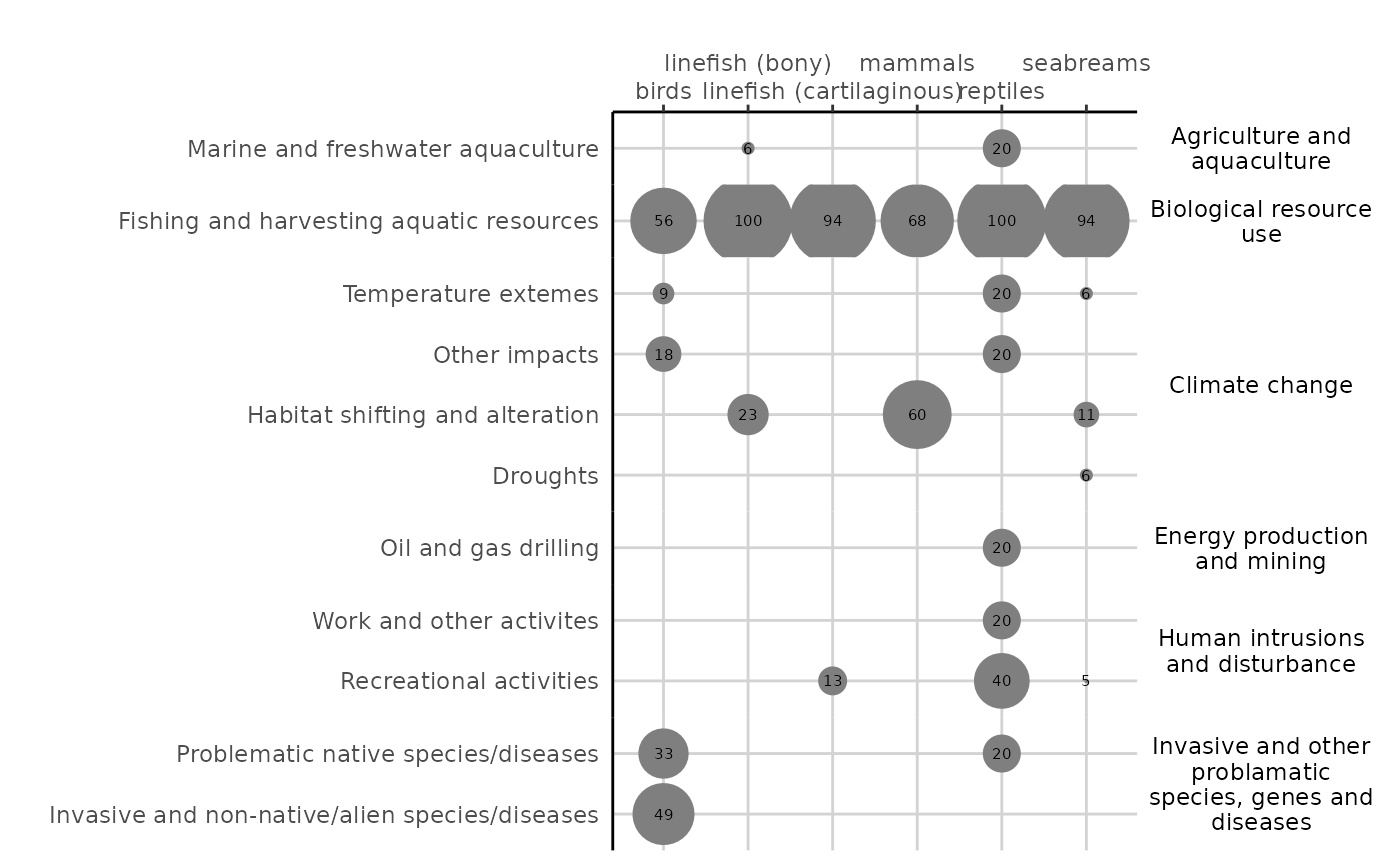 linefish (bony) mammals seabreams
birds linefish (cartilaginous) reptiles
Marine and freshwater aquaculture 6 20 Agriculture and
aquaculture
Fishing and harvesting aquatic resources 56 100 94 68 100 94 Biological resource
use
Temperature extemes 9 20 6
Other impacts 18 20
Climate change
Habitat shifting and alteration 23 60 11
Droughts 6
Oil and gas drilling 20 Energy production
and mining
Work and other activites 20
Human intrusions
and disturbance
Recreational activities 13 40 5
Problematic native species/diseases 33 20 Invasive and other
problamatic
species, genes and
diseases
Invasive and non-native/alien species/diseases 49